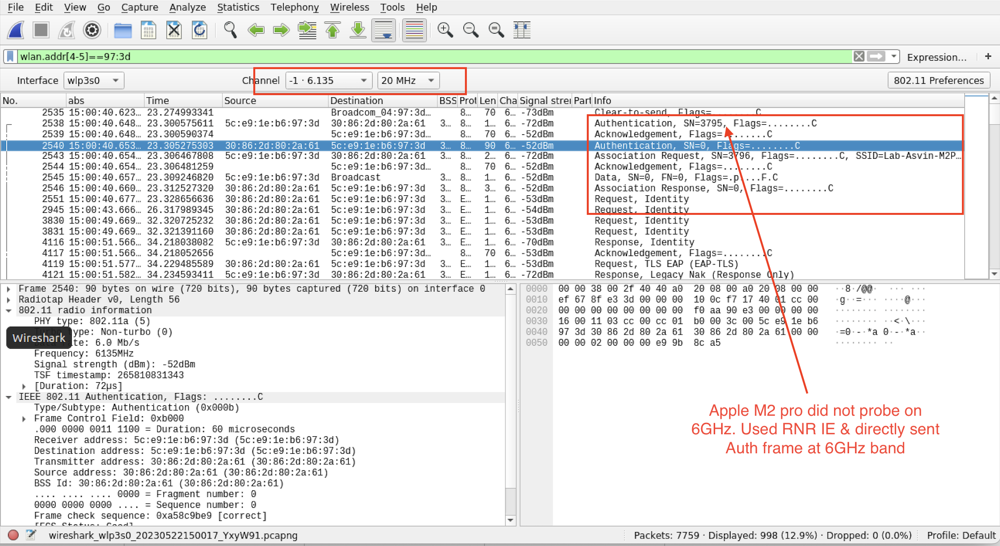 File Edit View Go Capture Analyze Statistics Telephony Wireless Tools Help
wlan.addr[4-5]==97:3d Expression… +
Interface wlp3s0 Channel -1 · 6.135 20 MHz 802.11 Preferences
No. abs Time Source Destination BSS Prot Len Cha Signal stre Part Info
2535 15:00:40.623… 23.274993341 Broadcom_04:97:3d… 8… 70 6… -73dBm Clear-to-send, Flags=........C
2538 15:00:40.648… 23.300575611 5c:e9:1e:b6:97:3d 30:86:2d:80:2a:61 3… 8… 1… 6… -72dBm Authentication, SN=3795, Flags=........C
2539 15:00:40.648… 23.300590374 5c:e9:1e:b6:97:3d… 8… 70 6… -52dBm Acknowledgement, Flags=........C
2540 15:00:40.653… 23.305275303 30:86:2d:80:2a:61 5c:e9:1e:b6:97:3d 3… 8… 90 6… -52dBm Authentication, SN=0, Flags=........C
2543 15:00:40.654… 23.306467808 5c:e9:1e:b6:97:3d 30:86:2d:80:2a:61 3… 8… 2… 6… -72dBm Association Request, SN=3796, Flags=........C, SSID=Lab-Asvin-M2P…
2544 15:00:40.654… 23.306481259 5c:e9:1e:b6:97:3d… 8… 70 6… -52dBm Acknowledgement, Flags=........C
2545 15:00:40.657… 23.309246820 5c:e9:1e:b6:97:3d Broadcast 3… 8… 1… 6… -52dBm Data, SN=0, FN=0, Flags=.p....F.C
2546 15:00:40.660… 23.312527320 30:86:2d:80:2a:61 5c:e9:1e:b6:97:3d 3… 8… 3… 6… -52dBm Association Response, SN=0, Flags=........C
2551 15:00:40.677… 23.328656636 30:86:2d:80:2a:61 5c:e9:1e:b6:97:3d 3… E… 1… 6… -53dBm Request, Identity
2945 15:00:43.666… 26.317989345 30:86:2d:80:2a:61 5c:e9:1e:b6:97:3d 3… E… 1… 6… -54dBm Request, Identity
3830 15:00:49.669… 32.320725232 30:86:2d:80:2a:61 5c:e9:1e:b6:97:3d 3… E… 1… 6… -53dBm Request, Identity
3831 15:00:49.669… 32.321391160 30:86:2d:80:2a:61 5c:e9:1e:b6:97:3d 3… E… 1… 6… -53dBm Request, Identity
4116 15:00:51.566… 34.218038082 5c:e9:1e:b6:97:3d 30:86:2d:80:2a:61 3… E… 1… 6… -70dBm Response, Identity
4117 15:00:51.566… 34.218052656 5c:e9:1e:b6:97:3d… 8… 70 6… -53dBm Acknowledgement, Flags=........C
4119 15:00:51.577… 34.229485589 30:86:2d:80:2a:61 5c:e9:1e:b6:97:3d 3… E… 1… 6… -53dBm Request, TLS EAP (EAP-TLS)
4121 15:00:51.582… 34.234593411 5c:e9:1e:b6:97:3d 30:86:2d:80:2a:61 3… E… 1… 6… -72dBm Response, Legacy Nak (Response Only)
Frame 2540: 90 bytes on wire (720 bits), 90 bytes captured (720 bits) on interface 0
Radiotap Header v0, Length 56
802.11 radio information
PHY type: 802.11a (5)
type: Non-turbo (0)
Wireshark
rate: 6.0 Mb/s
Frequency: 6135MHz
Signal strength (dBm): -52dBm
TSF timestamp: 265810831343
[Duration: 72µs]
IEEE 802.11 Authentication, Flags: ........C
Type/Subtype: Authentication (0x000b)
Frame Control Field: 0xb000
.000 0000 0011 1100 = Duration: 60 microseconds
Receiver address: 5c:e9:1e:b6:97:3d (5c:e9:1e:b6:97:3d)
Destination address: 5c:e9:1e:b6:97:3d (5c:e9:1e:b6:97:3d)
Transmitter address: 30:86:2d:80:2a:61 (30:86:2d:80:2a:61)
Source address: 30:86:2d:80:2a:61 (30:86:2d:80:2a:61)
BSS Id: 30:86:2d:80:2a:61 (30:86:2d:80:2a:61)
.... .... .... 0000 = Fragment number: 0
0000 0000 0000 .... = Sequence number: 0
Frame check sequence: 0xa58c9be9 [correct]
[FCS Status: Good]
0000 00 00 38 00 2f 40 40 a0 20 08 00 a0 20 08 00 00 ··8·/@@· ··· ···
0010 ef 67 8f e3 3d 00 00 00 10 0c f7 17 40 01 cc 00 ·g··=··· ····@···
0020 00 00 00 00 00 00 00 00 f0 aa 90 e3 00 00 00 00 ········ ········
0030 16 00 11 03 cc 00 cc 01 b0 00 3c 00 5c e9 1e b6 ········ ··<·\···
0040 97 3d 30 86 2d 80 2a 61 30 86 2d 80 2a 61 00 00 ·=0·-·*a 0·-·*a··
0050 00 00 02 00 00 00 e9 9b 8c a5 ········ ··
Apple M2 pro did not probe on
6GHz. Used RNR IE & directly sent
Auth frame at 6GHz band
wireshark_wlp3s0_20230522150017_YxyW91.pcapng Packets: 7759 · Displayed: 998 (12.9%) · Dropped: 0 (0.0%) Profile: Default